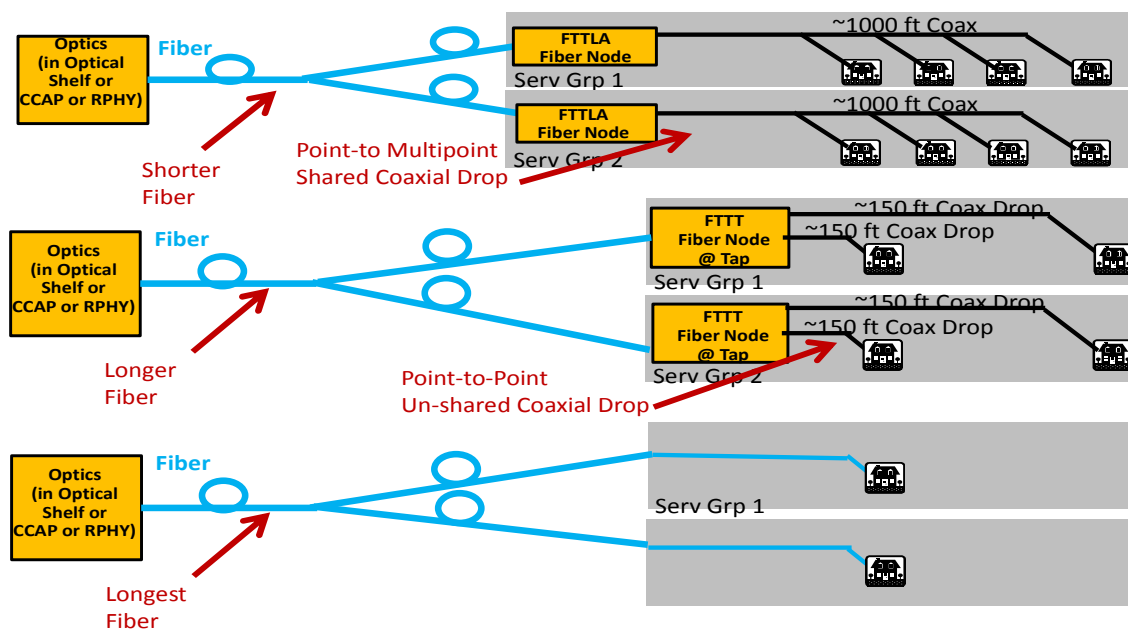 Optics
(in Optical
Shelf or
CCAP or RPHY)
Fiber
Shorter
Fiber
FTTLA
Fiber Node
Serv Grp 1
~1000 ft Coax
FTTLA
Fiber Node
Serv Grp 2
~1000 ft Coax
Point-to Multipoint
Shared Coaxial Drop
Optics
(in Optical
Shelf or
CCAP or RPHY)
Fiber
Longer
Fiber
FTTT
Fiber Node
@ Tap
Serv Grp 1
~150 ft Coax Drop
~150 ft Coax Drop
FTTT
Fiber Node
@ Tap
Serv Grp 2
~150 ft Coax Drop
~150 ft Coax Drop
Point-to-Point
Un-shared Coaxial Drop
Optics
(in Optical
Shelf or
CCAP or RPHY)
Fiber
Longest
Fiber
Serv Grp 1